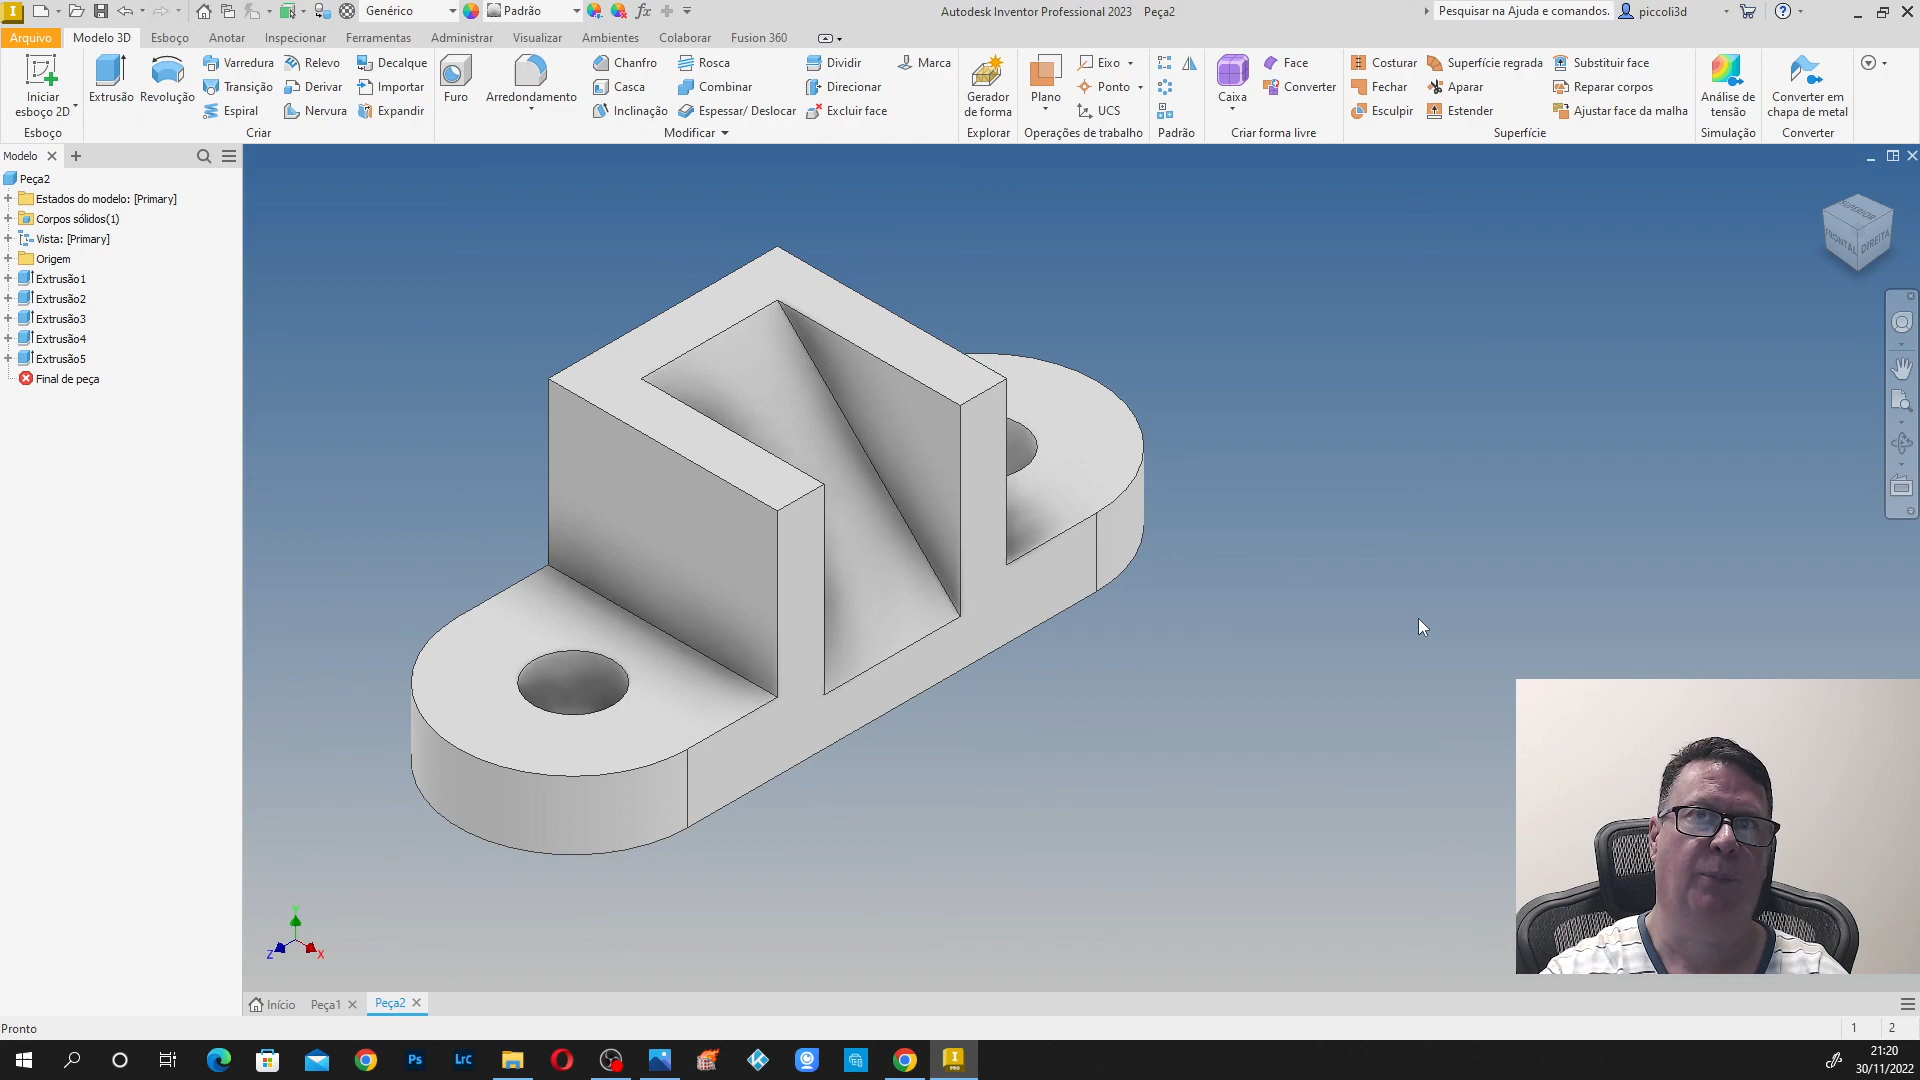 Genérico
Padrão
Autodesk Inventor Professional 2023 Peça2
Pesquisar na Ajuda e comandos.
piccoli3d
Arquivo
Modelo 3D
Esboço
Anotar
Inspecionar
Ferramentas
Administrar
Visualizar
Ambientes
Colaborar
Fusion 360
Iniciar
esboço 2D
Esboço
Extrusão
Revolução
Varredura
Transição
Espiral
Relevo
Derivar
Nervura
Decalque
Importar
Expandir
Criar
Furo
Arredondamento
Chanfro
Casca
Inclinação
Rosca
Combinar
Espessar/ Deslocar
Dividir
Direcionar
Excluir face
Marca
Modificar
Gerador
de forma
Explorar
Plano
Eixo
Ponto
UCS
Operações de trabalho
Padrão
Caixa
Face
Converter
Criar forma livre
Costurar
Fechar
Esculpir
Superfície regrada
Aparar
Estender
Substituir face
Reparar corpos
Ajustar face da malha
Superfície
Análise de
tensão
Simulação
Converter em
chapa de metal
Converter
Modelo
Peça2
Estados do modelo: [Primary]
Corpos sólidos(1)
Vista: [Primary]
Origem
Extrusão1
Extrusão2
Extrusão3
Extrusão4
Extrusão5
Final de peça
SUPERIOR
FRONTAL
DIREITA
Y
Z
X
Início
Peça1
Peça2
Pronto
1
2
Ps
LrC
I
PRO
21:20
30/11/2022